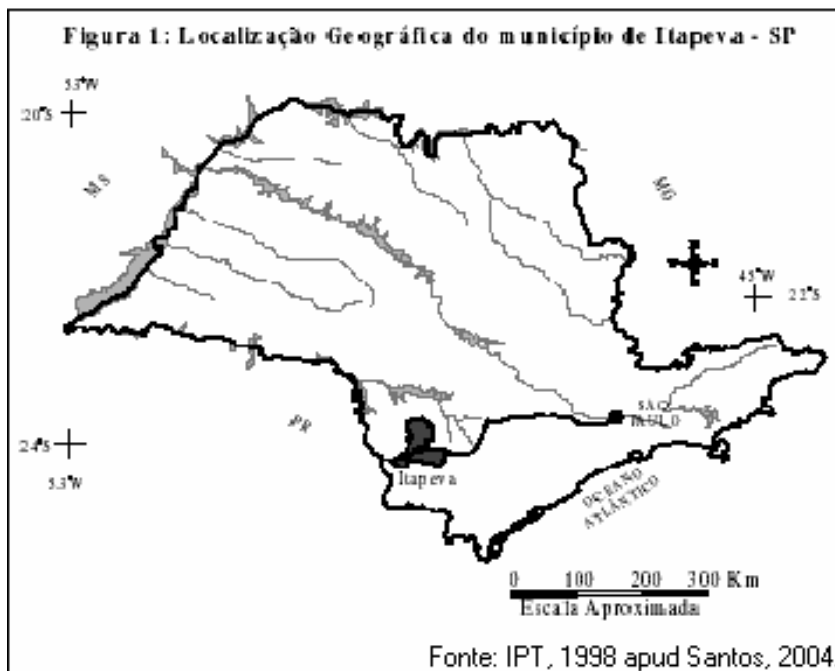 Figura 1: Localização Geográfica do município de Itapeva - SP
53°W
20°S
MS
MG
45°W
22°S
SÃO
PAULO
PR
24°S
53°W
Itapeva
OCEANO
ATLÂNTICO
0 100 200 300 Km
Escala Aproximada
Fonte: IPT, 1998 apud Santos, 2004